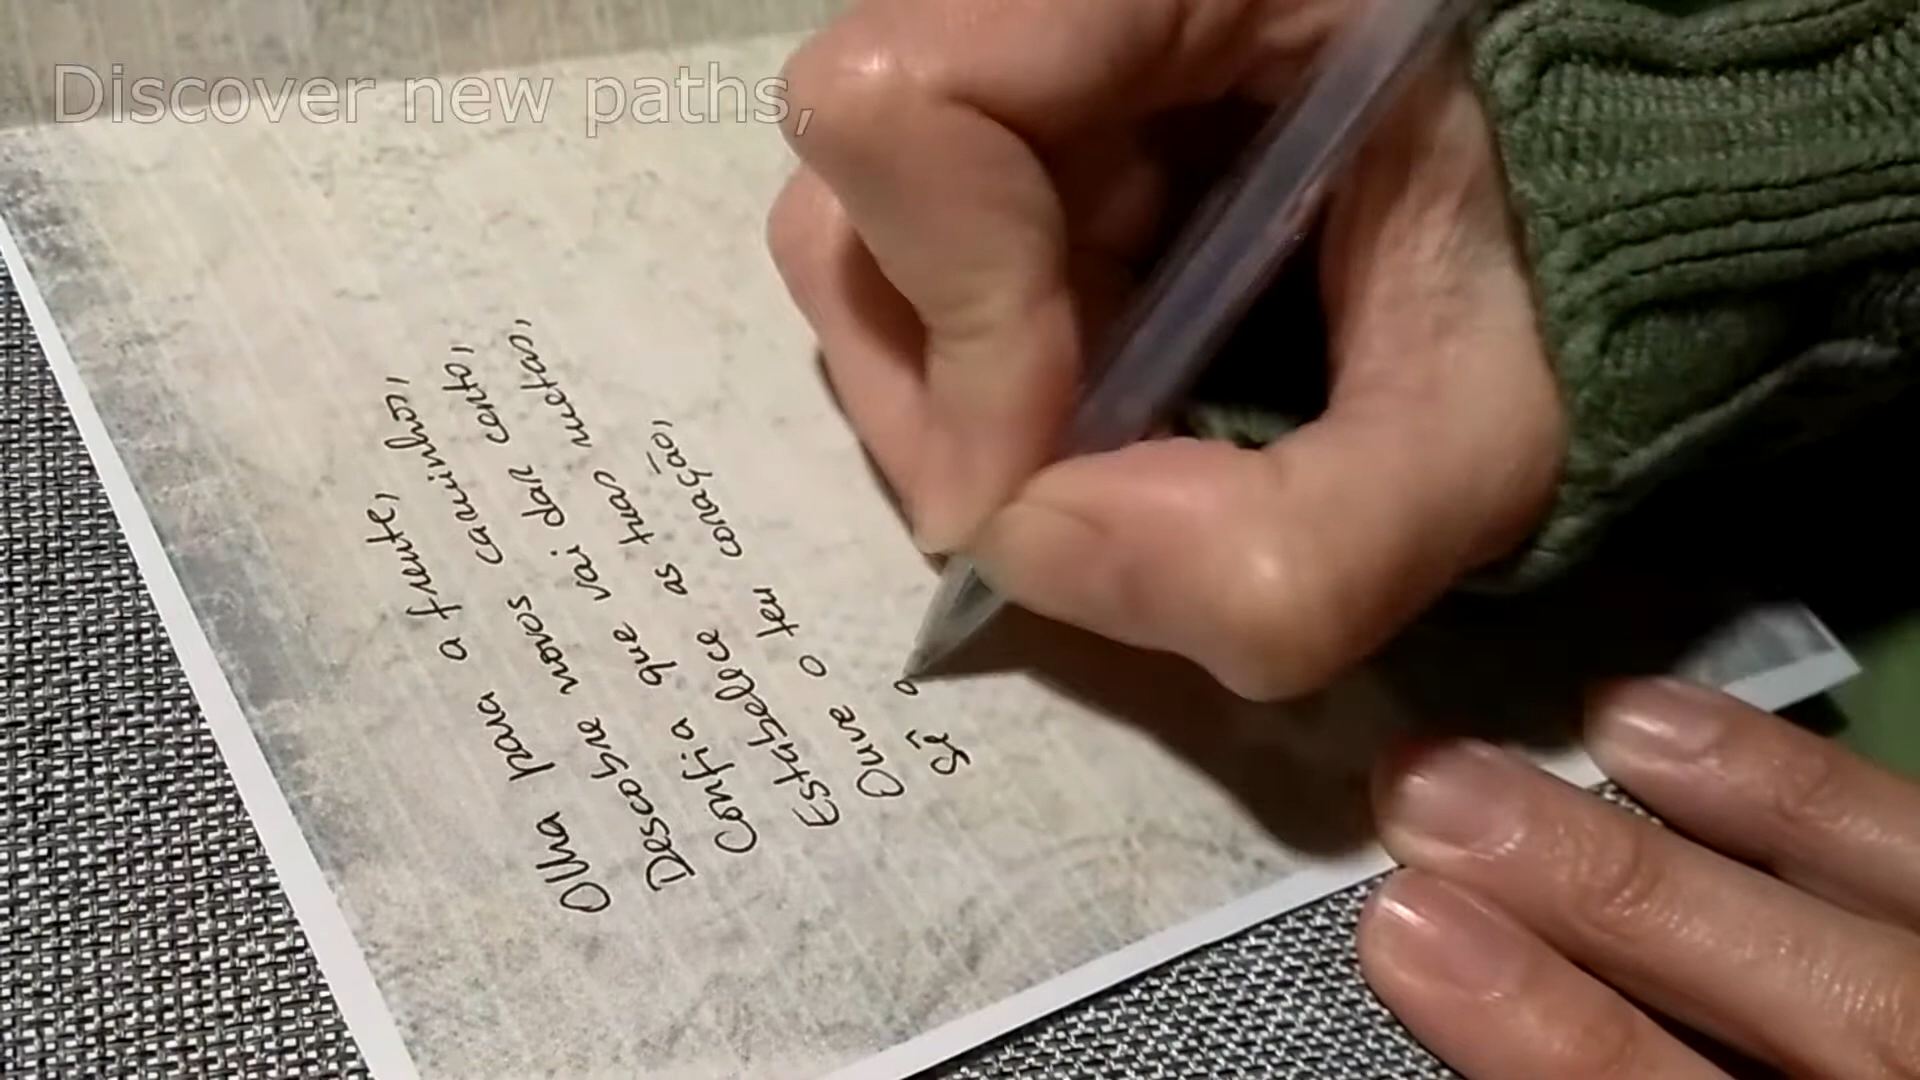 Discover new paths,
Olha para a frente,
Descobre novos caminhos,
Confia que vai dar certo,
Estabelece as tuas metas,
Ouve o teu coração,
Sê o